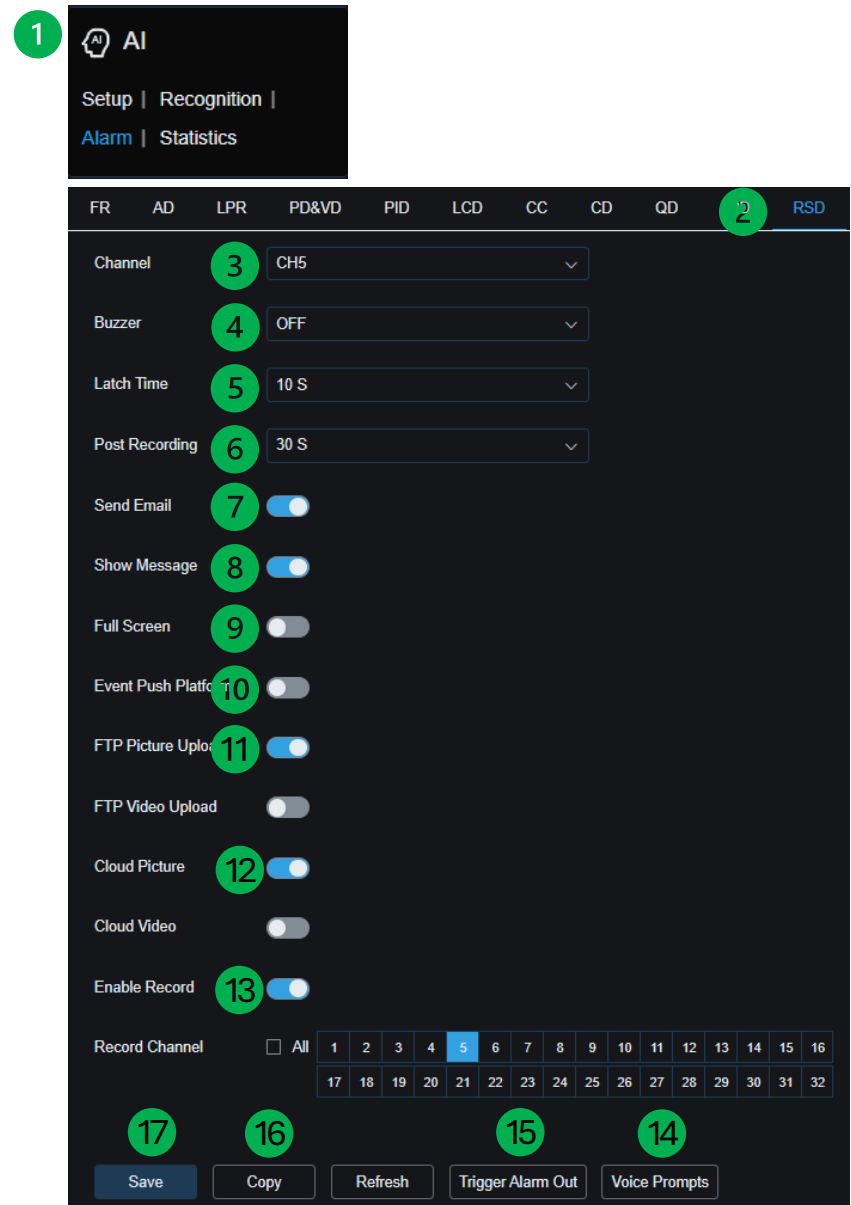 1
AI
AI
Setup | Recognition |
Alarm | Statistics
FR AD LPR PD&VD PID LCD CC CD QD 2 RSD
Channel 3 CH5
Buzzer 4 OFF
Latch Time 5 10 S
Post Recording 6 30 S
Send Email 7
Show Message 8
Full Screen 9
Event Push Platform 10
FTP Picture Upload 11
FTP Video Upload
Cloud Picture 12
Cloud Video
Enable Record 13
Record Channel All 1 2 3 4 5 6 7 8 9 10 11 12 13 14 15 16
17 18 19 20 21 22 23 24 25 26 27 28 29 30 31 32
17 16 15 14
Save Copy Refresh Trigger Alarm Out Voice Prompts